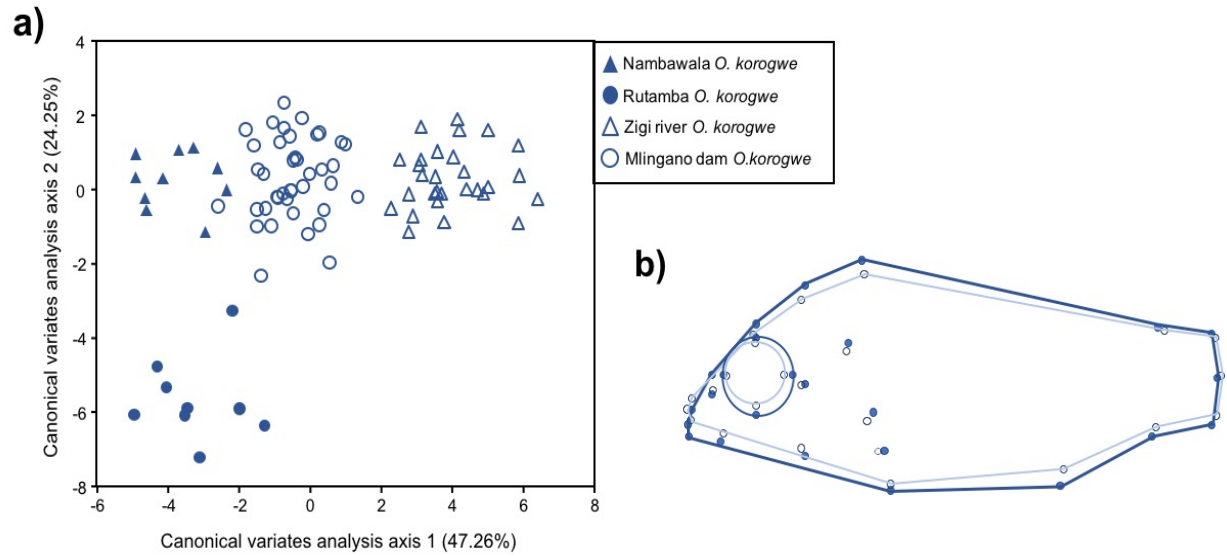 a)
Canonical variates analysis axis 2 (24.25%)
4
2
0
-2
-4
-6
-8
-6
-4
-2
0
2
4
6
8
Canonical variates analysis axis 1 (47.26%)
Nambawala O. korogwe
Rutamba O. korogwe
Zigi river O. korogwe
Mlingano dam O.korogwe
b)